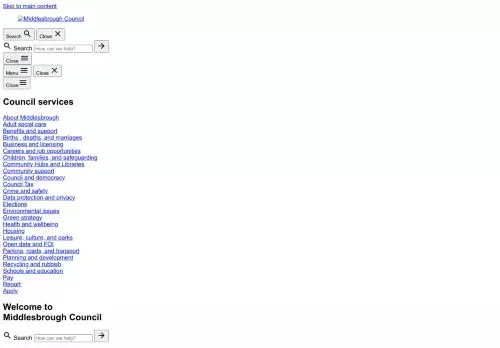 Skip to main content
Middlesbrough Council
Search Close
Search How can we help?
Close
Menu Close
Close
Council services
About Middlesbrough
Adult social care
Benefits and support
Births , deaths, and marriages
Business and licensing
Careers and job opportunities
Children, families, and safeguarding
Community Hubs and Libraries
Community support
Council and democracy
Council Tax
Crime and safety
Data protection and privacy
Elections
Environmental issues
Green strategy
Health and wellbeing
Housing
Leisure, culture, and parks
Open data and FOI
Parking, roads, and transport
Planning and development
Recycling and rubbish
Schools and education
Pay
Report
Apply
Welcome to
Middlesbrough Council
Search How can we help?